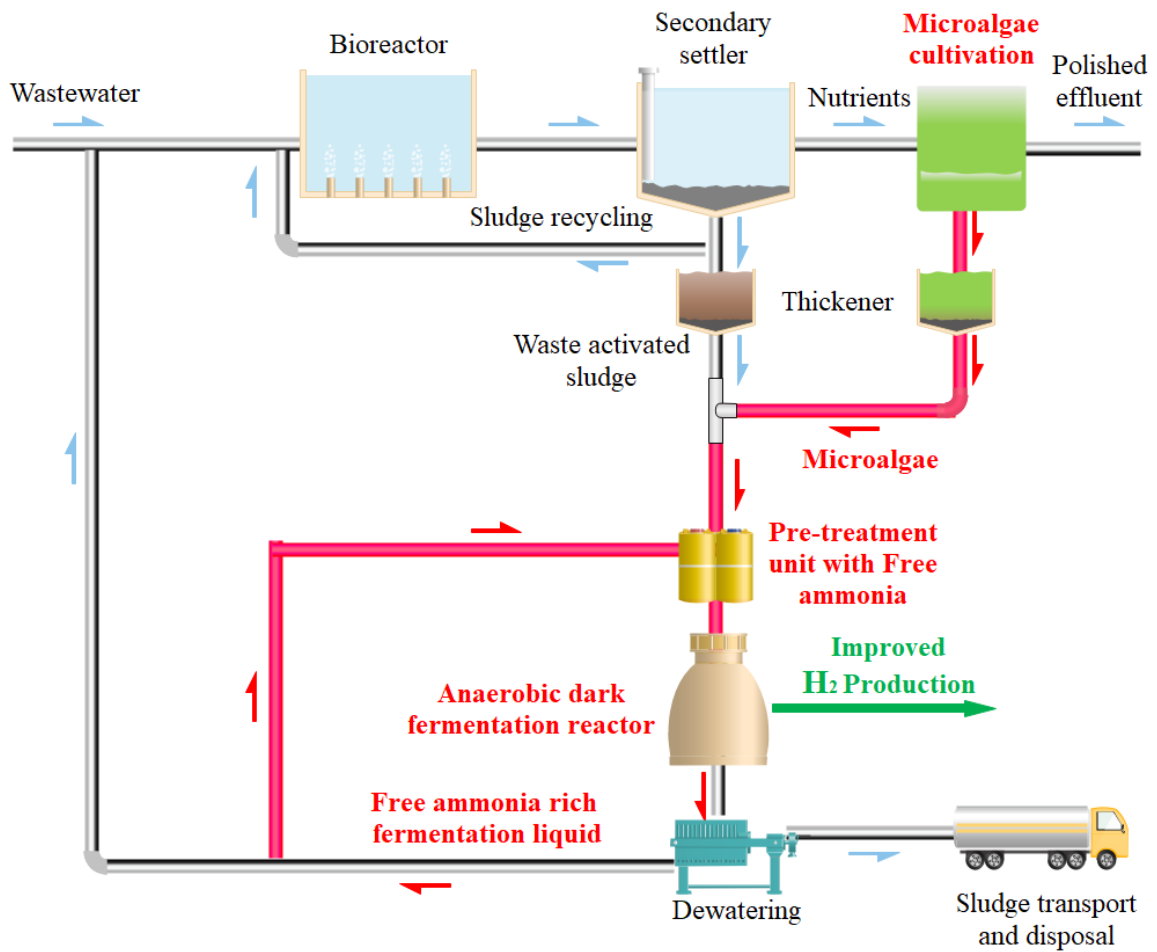 Bioreactor
Secondary
settler
Microalgae
cultivation
Wastewater
Nutrients
Polished
effluent
Sludge recycling
Thickener
Waste activated
sludge
Microalgae
Pre-treatment
unit with Free
ammonia
Improved
H₂ Production
Anaerobic dark
fermentation reactor
Free ammonia rich
fermentation liquid
Dewatering
Sludge transport
and disposal